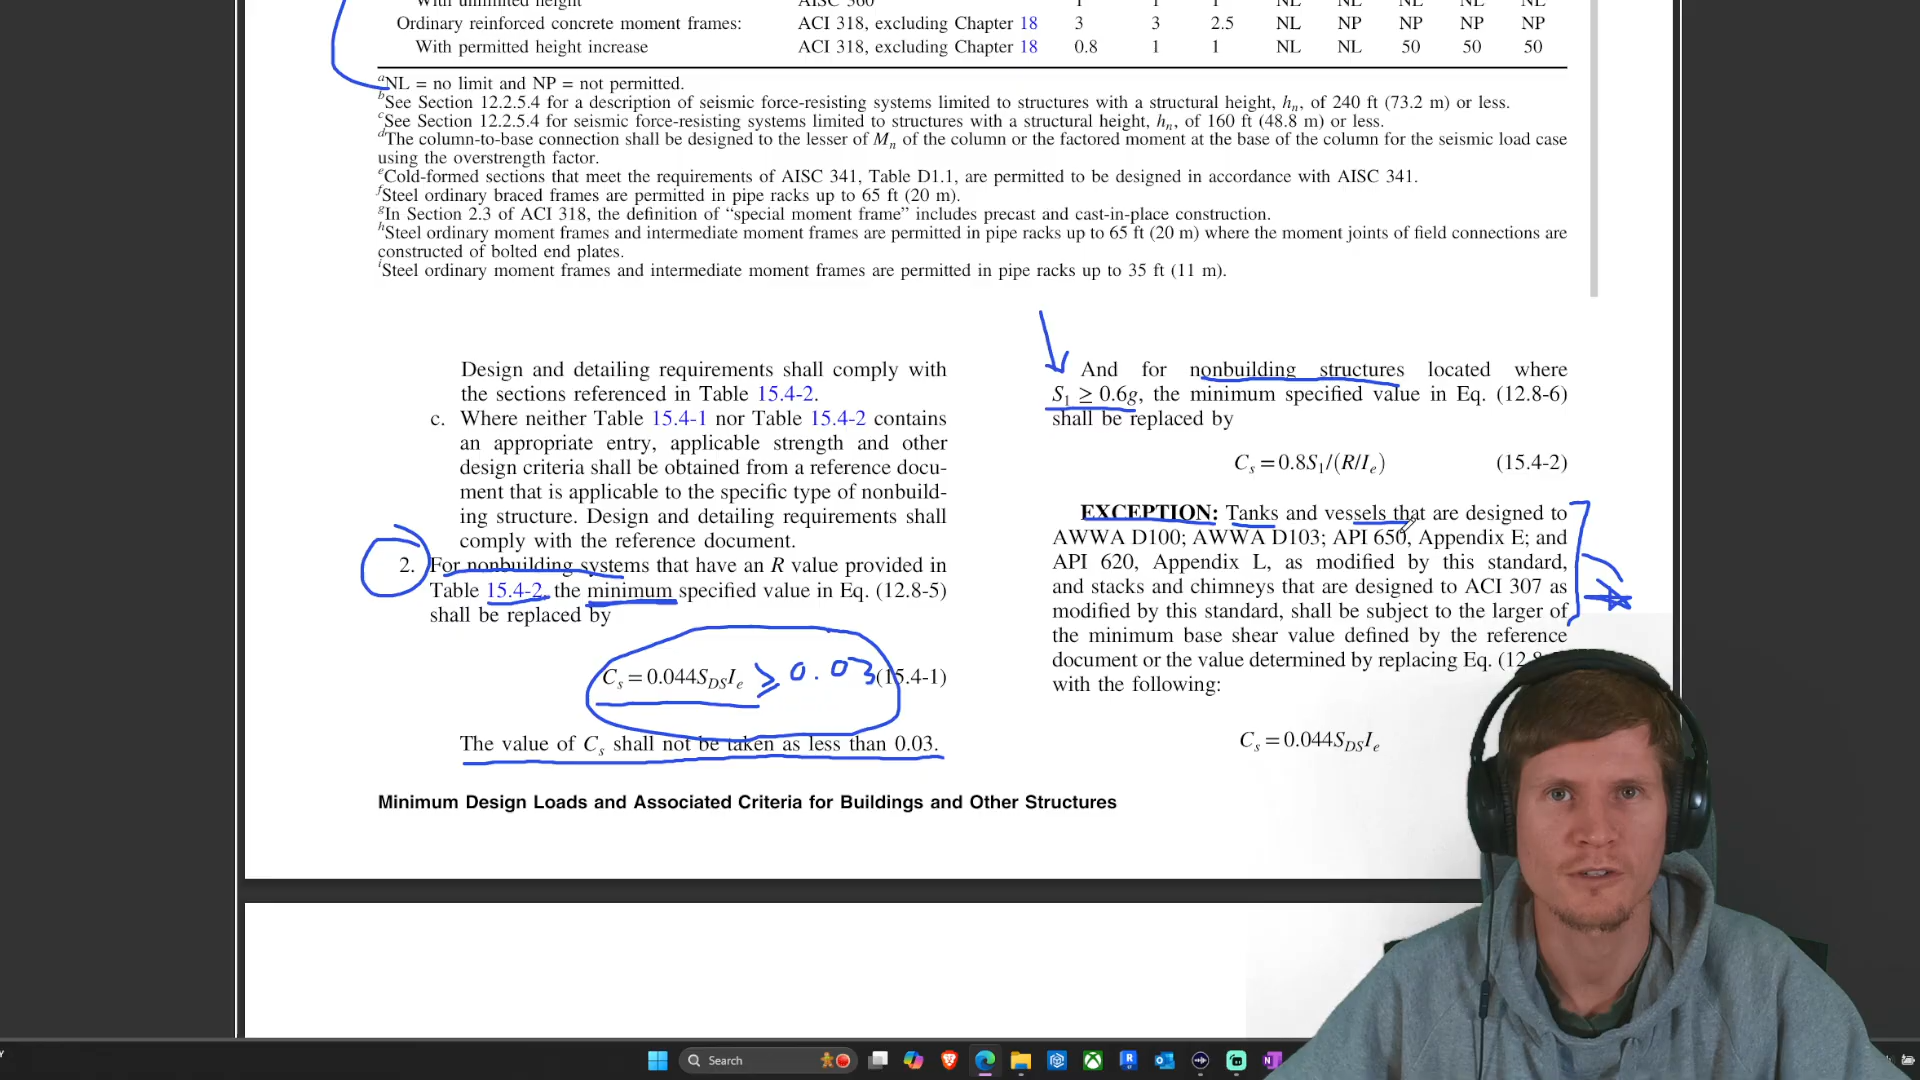 With unlimited height AISC 360 1 1 1 NL NL NL NL NL
Ordinary reinforced concrete moment frames: ACI 318, excluding Chapter 18 3 3 2.5 NL NP NP NP NP
With permitted height increase ACI 318, excluding Chapter 18 0.8 1 1 NL NL 50 50 50
aNL = no limit and NP = not permitted.
bSee Section 12.2.5.4 for a description of seismic force-resisting systems limited to structures with a structural height, hn, of 240 ft (73.2 m) or less.
cSee Section 12.2.5.4 for seismic force-resisting systems limited to structures with a structural height, hn, of 160 ft (48.8 m) or less.
dThe column-to-base connection shall be designed to the lesser of Mn of the column or the factored moment at the base of the column for the seismic load case
using the overstrength factor.
eCold-formed sections that meet the requirements of AISC 341, Table D1.1, are permitted to be designed in accordance with AISC 341.
fSteel ordinary braced frames are permitted in pipe racks up to 65 ft (20 m).
gIn Section 2.3 of ACI 318, the definition of “special moment frame” includes precast and cast-in-place construction.
hSteel ordinary moment frames and intermediate moment frames are permitted in pipe racks up to 65 ft (20 m) where the moment joints of field connections are
constructed of bolted end plates.
iSteel ordinary moment frames and intermediate moment frames are permitted in pipe racks up to 35 ft (11 m).
Design and detailing requirements shall comply with
the sections referenced in Table 15.4-2.
c. Where neither Table 15.4-1 nor Table 15.4-2 contains
an appropriate entry, applicable strength and other
design criteria shall be obtained from a reference docu-
ment that is applicable to the specific type of nonbuild-
ing structure. Design and detailing requirements shall
comply with the reference document.
2. For nonbuilding systems that have an R value provided in
Table 15.4-2, the minimum specified value in Eq. (12.8-5)
shall be replaced by
Cs = 0.044SDSIe ≥ 0.03 (15.4-1)
The value of Cs shall not be taken as less than 0.03.
And for nonbuilding structures located where
S1 ≥ 0.6g, the minimum specified value in Eq. (12.8-6)
shall be replaced by
Cs = 0.8S1/(R/Ie) (15.4-2)
EXCEPTION: Tanks and vessels that are designed to
AWWA D100; AWWA D103; API 650, Appendix E; and
API 620, Appendix L, as modified by this standard,
and stacks and chimneys that are designed to ACI 307 as
modified by this standard, shall be subject to the larger of
the minimum base shear value defined by the reference
document or the value determined by replacing Eq. (12.8
with the following:
Cs = 0.044SDSIe
Minimum Design Loads and Associated Criteria for Buildings and Other Structures
Search